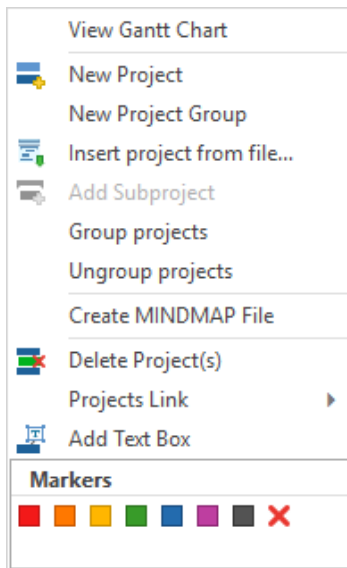 View Gantt Chart
New Project
New Project Group
Insert project from file...
Add Subproject
Group projects
Ungroup projects
Create MINDMAP File
Delete Project(s)
Projects Link
Add Text Box
Markers